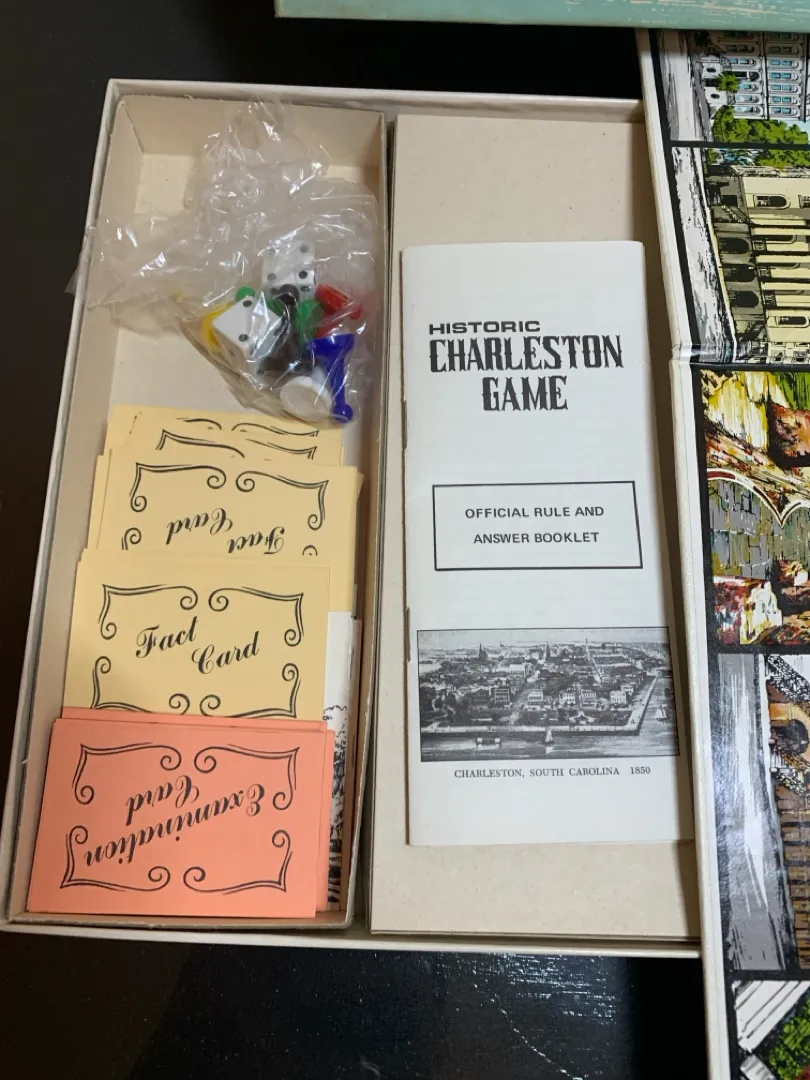 HISTORIC
CHARLESTON
GAME
OFFICIAL RULE AND
ANSWER BOOKLET
CHARLESTON, SOUTH CAROLINA 1850
Fact
Card
Fact
Card
Examination
Card